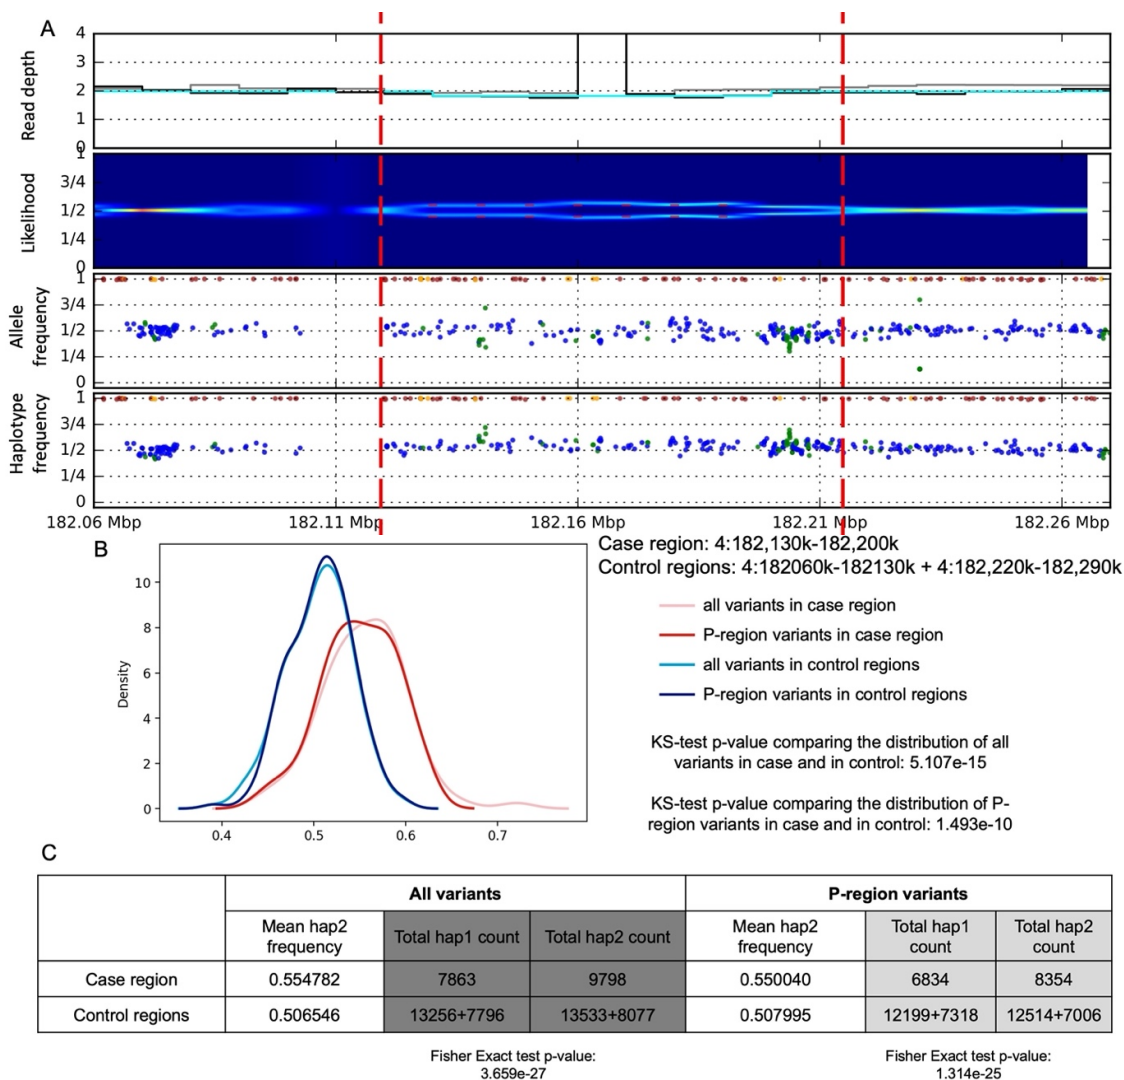 A
Read depth
4
3
2
1
0
Likelihood
1
3/4
1/2
1/4
0
Allele
frequency
1
3/4
1/2
1/4
0
Haplotype
frequency
1
3/4
1/2
1/4
0
182.06 Mbp
182.11 Mbp
182.16 Mbp
182.21 Mbp
182.26 Mbp
B
Density
10
8
6
4
2
0
0.4
0.5
0.6
0.7
Case region: 4:182,130k-182,200k
Control regions: 4:182060k-182130k + 4:182,220k-182,290k
all variants in case region
P-region variants in case region
all variants in control regions
P-region variants in control regions
KS-test p-value comparing the distribution of all
variants in case and in control: 5.107e-15
KS-test p-value comparing the distribution of P-
region variants in case and in control: 1.493e-10
C
All variants
P-region variants
Mean hap2
frequency
Total hap1 count
Total hap2 count
Mean hap2
frequency
Total hap1
count
Total hap2
count
Case region
0.554782
7863
9798
0.550040
6834
8354
Control regions
0.506546
13256+7796
13533+8077
0.507995
12199+7318
12514+7006
Fisher Exact test p-value:
3.659e-27
Fisher Exact test p-value:
1.314e-25